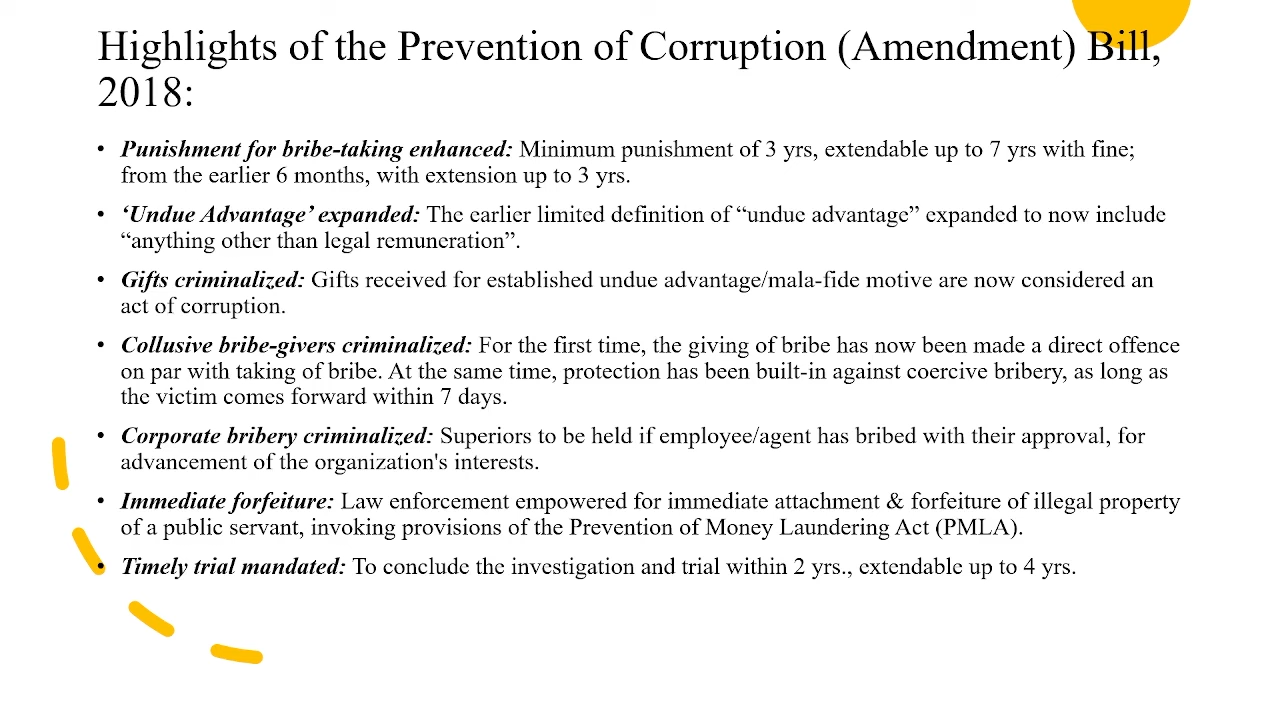 Highlights of the Prevention of Corruption (Amendment) Bill,
2018:
• Punishment for bribe-taking enhanced: Minimum punishment of 3 yrs, extendable up to 7 yrs with fine;
from the earlier 6 months, with extension up to 3 yrs.
• ‘Undue Advantage’ expanded: The earlier limited definition of “undue advantage” expanded to now include
“anything other than legal remuneration”.
• Gifts criminalized: Gifts received for established undue advantage/mala-fide motive are now considered an
act of corruption.
• Collusive bribe-givers criminalized: For the first time, the giving of bribe has now been made a direct offence
on par with taking of bribe. At the same time, protection has been built-in against coercive bribery, as long as
the victim comes forward within 7 days.
• Corporate bribery criminalized: Superiors to be held if employee/agent has bribed with their approval, for
advancement of the organization's interests.
• Immediate forfeiture: Law enforcement empowered for immediate attachment & forfeiture of illegal property
of a public servant, invoking provisions of the Prevention of Money Laundering Act (PMLA).
• Timely trial mandated: To conclude the investigation and trial within 2 yrs., extendable up to 4 yrs.